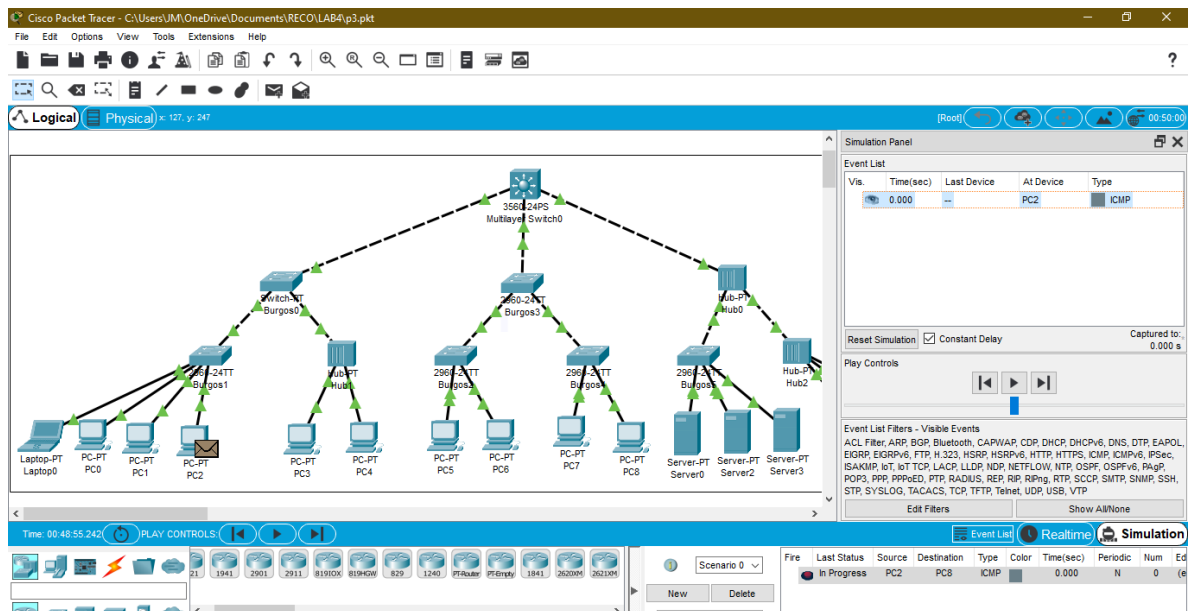 Cisco Packet Tracer - C:\Users\JM\OneDrive\Documents\RECO\LAB4\p3.pkt
File Edit Options View Tools Extensions Help
?
Logical Physical x: 127, y: 247 [Root] 00:50:00
Simulation Panel
Event List
Vis. Time(sec) Last Device At Device Type
0.000 -- PC2 ICMP
3560-24PS
Multilayer Switch0
Switch-PT
Burgos0
2960-24TT
Burgos3
Hub-PT
Hub0
2960-24TT
Burgos1
Hub-PT
Hub1
2960-24TT
Burgos2
2960-24TT
Burgos4
2960-24TT
Hub-PT
Hub2
Laptop-PT
Laptop0
PC-PT
PC0
PC-PT
PC1
PC-PT
PC2
PC-PT
PC3
PC-PT
PC4
PC-PT
PC5
PC-PT
PC6
PC-PT
PC7
PC-PT
PC8
Server-PT
Server0
Server-PT
Server2
Server-PT
Server3
Reset Simulation Constant Delay Captured to:
0.000 s
Play Controls
Event List Filters - Visible Events
ACL Filter, ARP, BGP, Bluetooth, CAPWAP, CDP, DHCP, DHCPv6, DNS, DTP, EAPOL,
EIGRP, EIGRPv6, FTP, H.323, HSRP, HSRPv6, HTTP, HTTPS, ICMP, ICMPv6, IPSec,
ISAKMP, IoT, IoT TCP, LACP, LLDP, NDP, NETFLOW, NTP, OSPF, OSPFv6, PAgP,
POP3, PPP, PPPoED, PTP, RADIUS, REP, RIP, RIPng, RTP, SCCP, SMTP, SNMP, SSH,
STP, SYSLOG, TACACS, TCP, TFTP, Telnet, UDP, USB, VTP
Edit Filters Show All/None
Time: 00:48:55.242 PLAY CONTROLS: Event List Realtime Simulation
21 1941 2901 2911 819IOX 819HGW 829 1240 PT-Router PT-Empty 1841 2620XM 2621XM
Scenario 0
New Delete
Fire Last Status Source Destination Type Color Time(sec) Periodic Num Ed
In Progress PC2 PC8 ICMP 0.000 N 0 (e